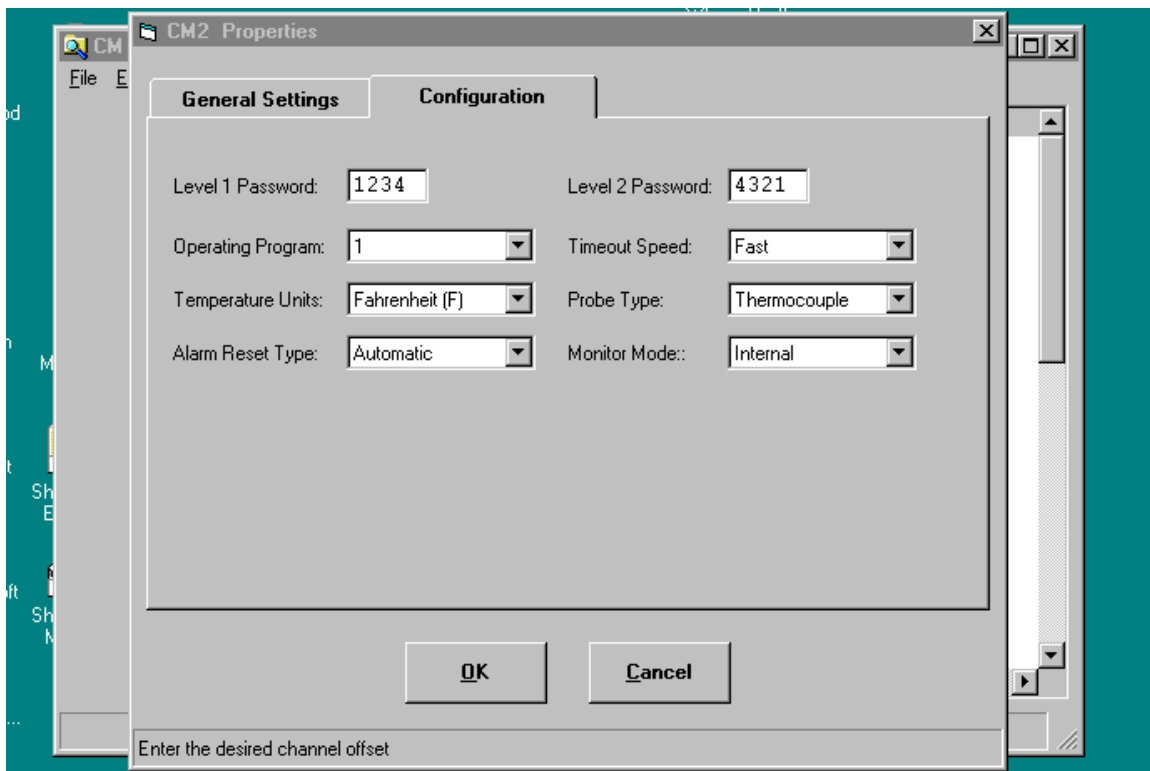 CM2 Properties
CM
File E
General Settings Configuration
Level 1 Password: 1234 Level 2 Password: 4321
Operating Program: 1 Timeout Speed: Fast
Temperature Units: Fahrenheit (F) Probe Type: Thermocouple
Alarm Reset Type: Automatic Monitor Mode:: Internal
OK Cancel
Enter the desired channel offset
M
Sh
E
Sh
M
...